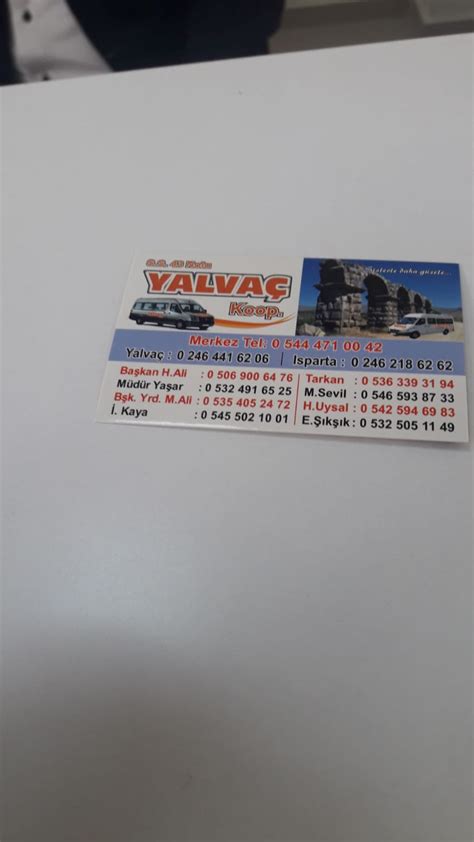 YALVAÇ
Koop.
daha güzele...
Merkez Tel: 0 544 471 00 42
Yalvaç : 0 246 441 62 06 | Isparta : 0 246 218 62 62
Başkan H.Ali : 0 506 900 64 76
Müdür Yaşar : 0 532 491 65 25
Bşk. Yrd. M.Ali : 0 535 405 24 72
İ. Kaya : 0 545 502 10 01
Tarkan : 0 536 339 31 94
M.Sevil : 0 546 593 87 33
H.Uysal : 0 542 594 69 83
E.Şıkşık : 0 532 505 11 49